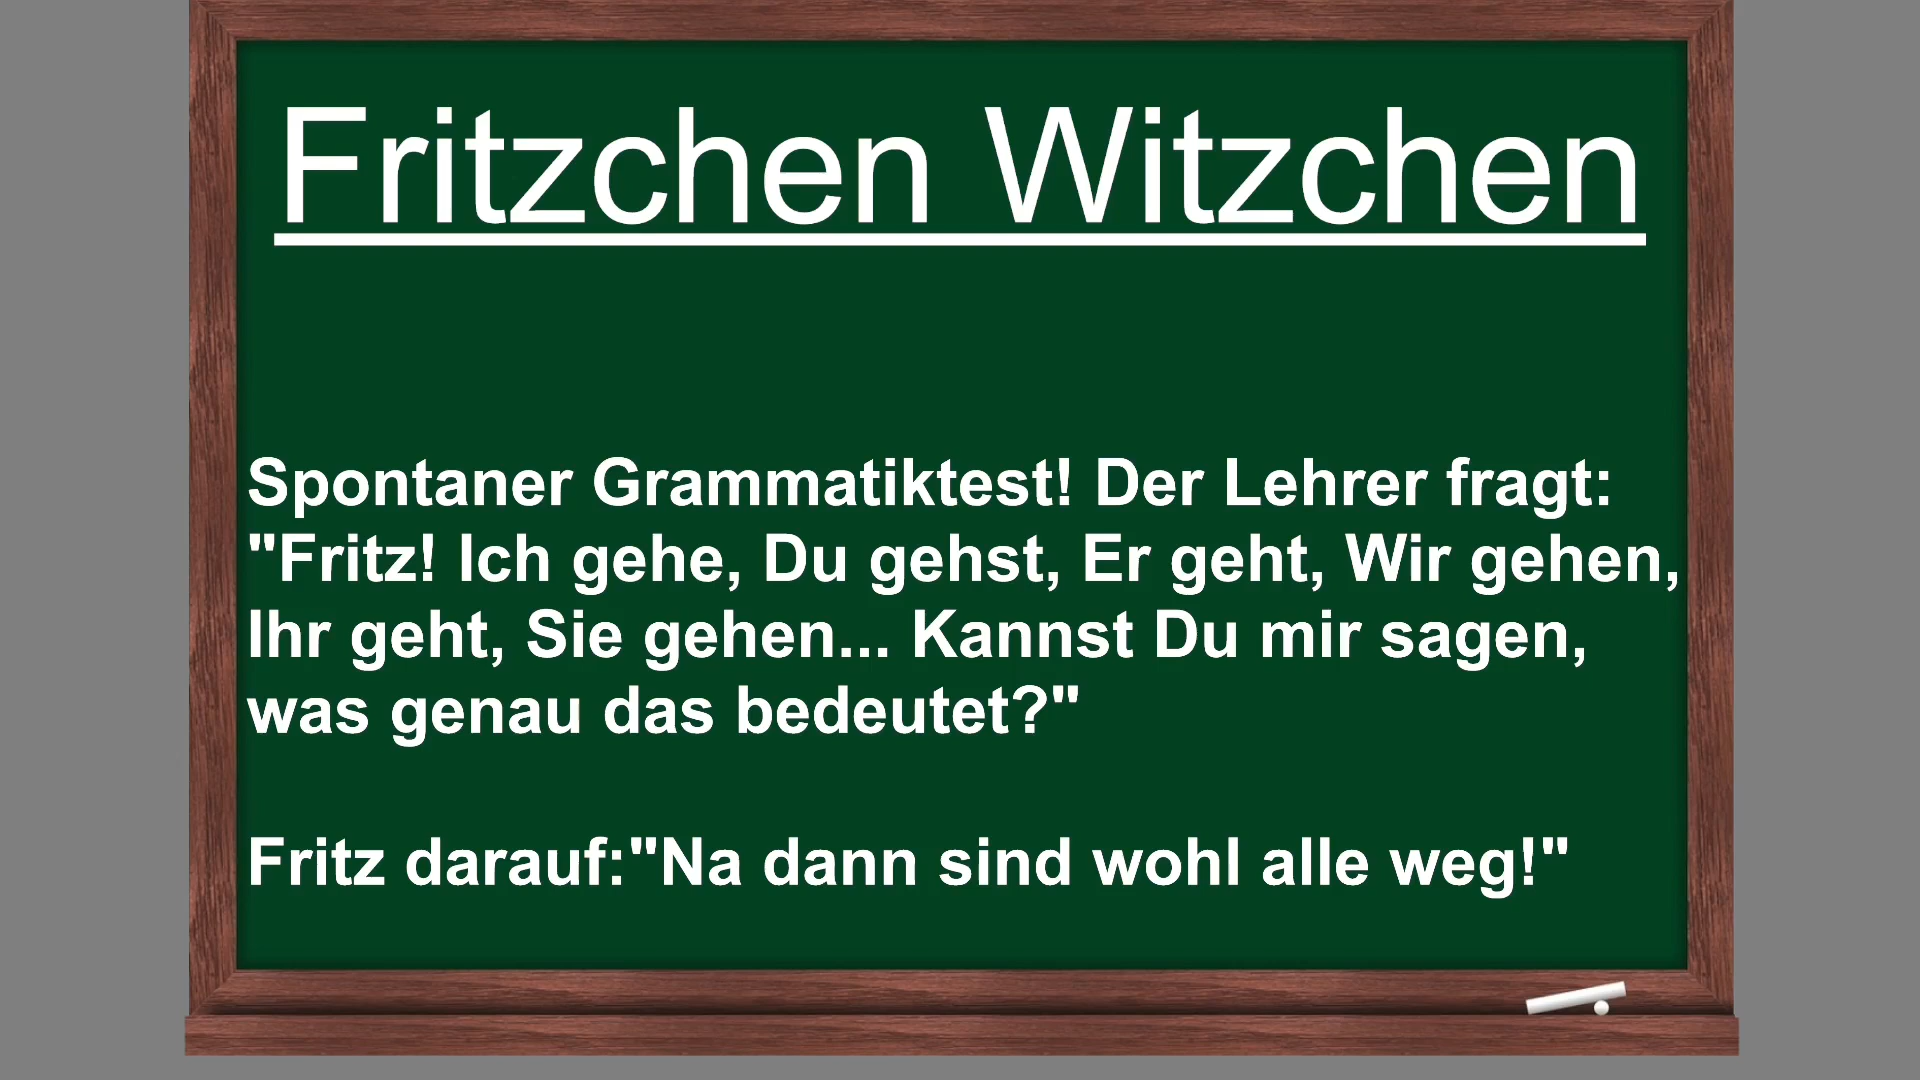 Fritzchen Witzchen
Spontaner Grammatiktest! Der Lehrer fragt:
"Fritz! Ich gehe, Du gehst, Er geht, Wir gehen,
Ihr geht, Sie gehen... Kannst Du mir sagen,
was genau das bedeutet?"
Fritz darauf:"Na dann sind wohl alle weg!"